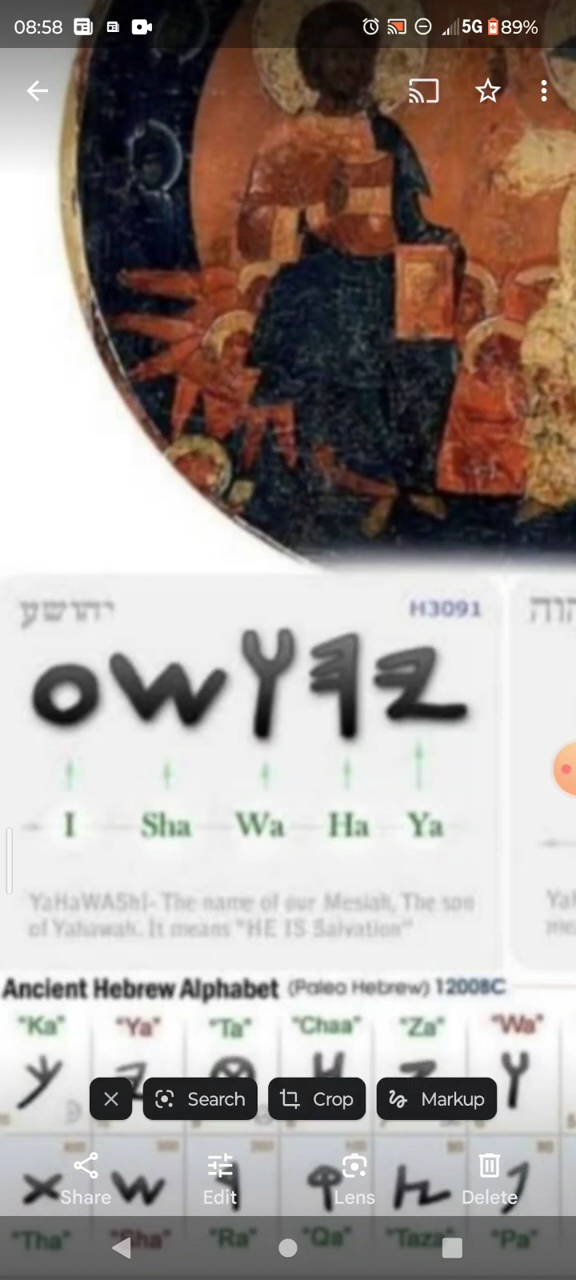 08:58 5G 89%
יהושע H3091
𐤉𐤄𐤅𐤔𐤏
I Sha Wa Ha Ya
YaHaWAShI- The name of our Mesiah, The son
of Yahawah. It means "HE IS Salvation"
Ancient Hebrew Alphabet (Paleo Hebrew) 1200BC
"Ka" "Ya" "Ta" "Chaa" "Za" "Wa"
Search Crop Markup
Share Edit Lens Delete
"Tha" "Sha" "Ra" "Qa" "Taza" "Pa"